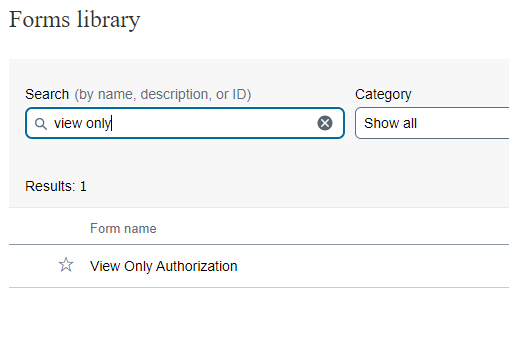 Forms library
Search (by name, description, or ID)
Category
view only
Show all
Results: 1
Form name
View Only Authorization